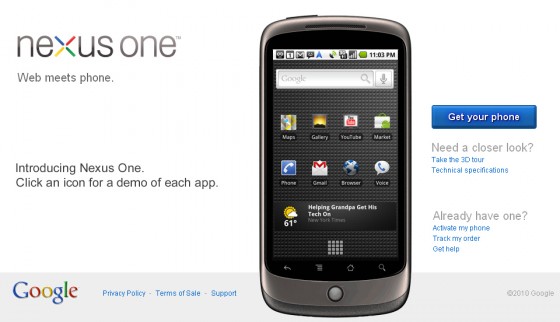 nexus one™
Web meets phone.
Introducing Nexus One.
Click an icon for a demo of each app.
11:03 PM
Google
Maps
Gallery
YouTube
Market
Phone
Gmail
Browser
Voice
61°
Helping Grandpa Get His
Tech On
New York Times
Get your phone
Need a closer look?
Take the 3D tour
Technical specifications
Already have one?
Activate my phone
Track my order
Get help
Google
Privacy Policy - Terms of Sale - Support
©2010 Google